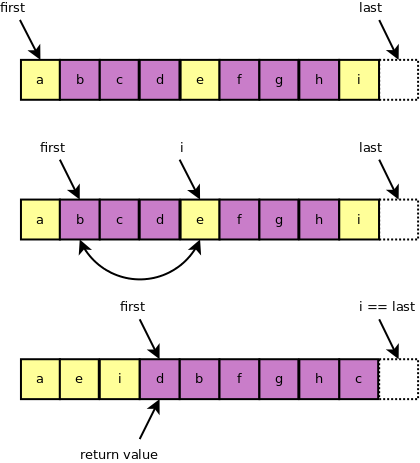 first last
a b c d e f g h i
first i last
a b c d e f g h i
first i == last
a e i d b f g h c
return value